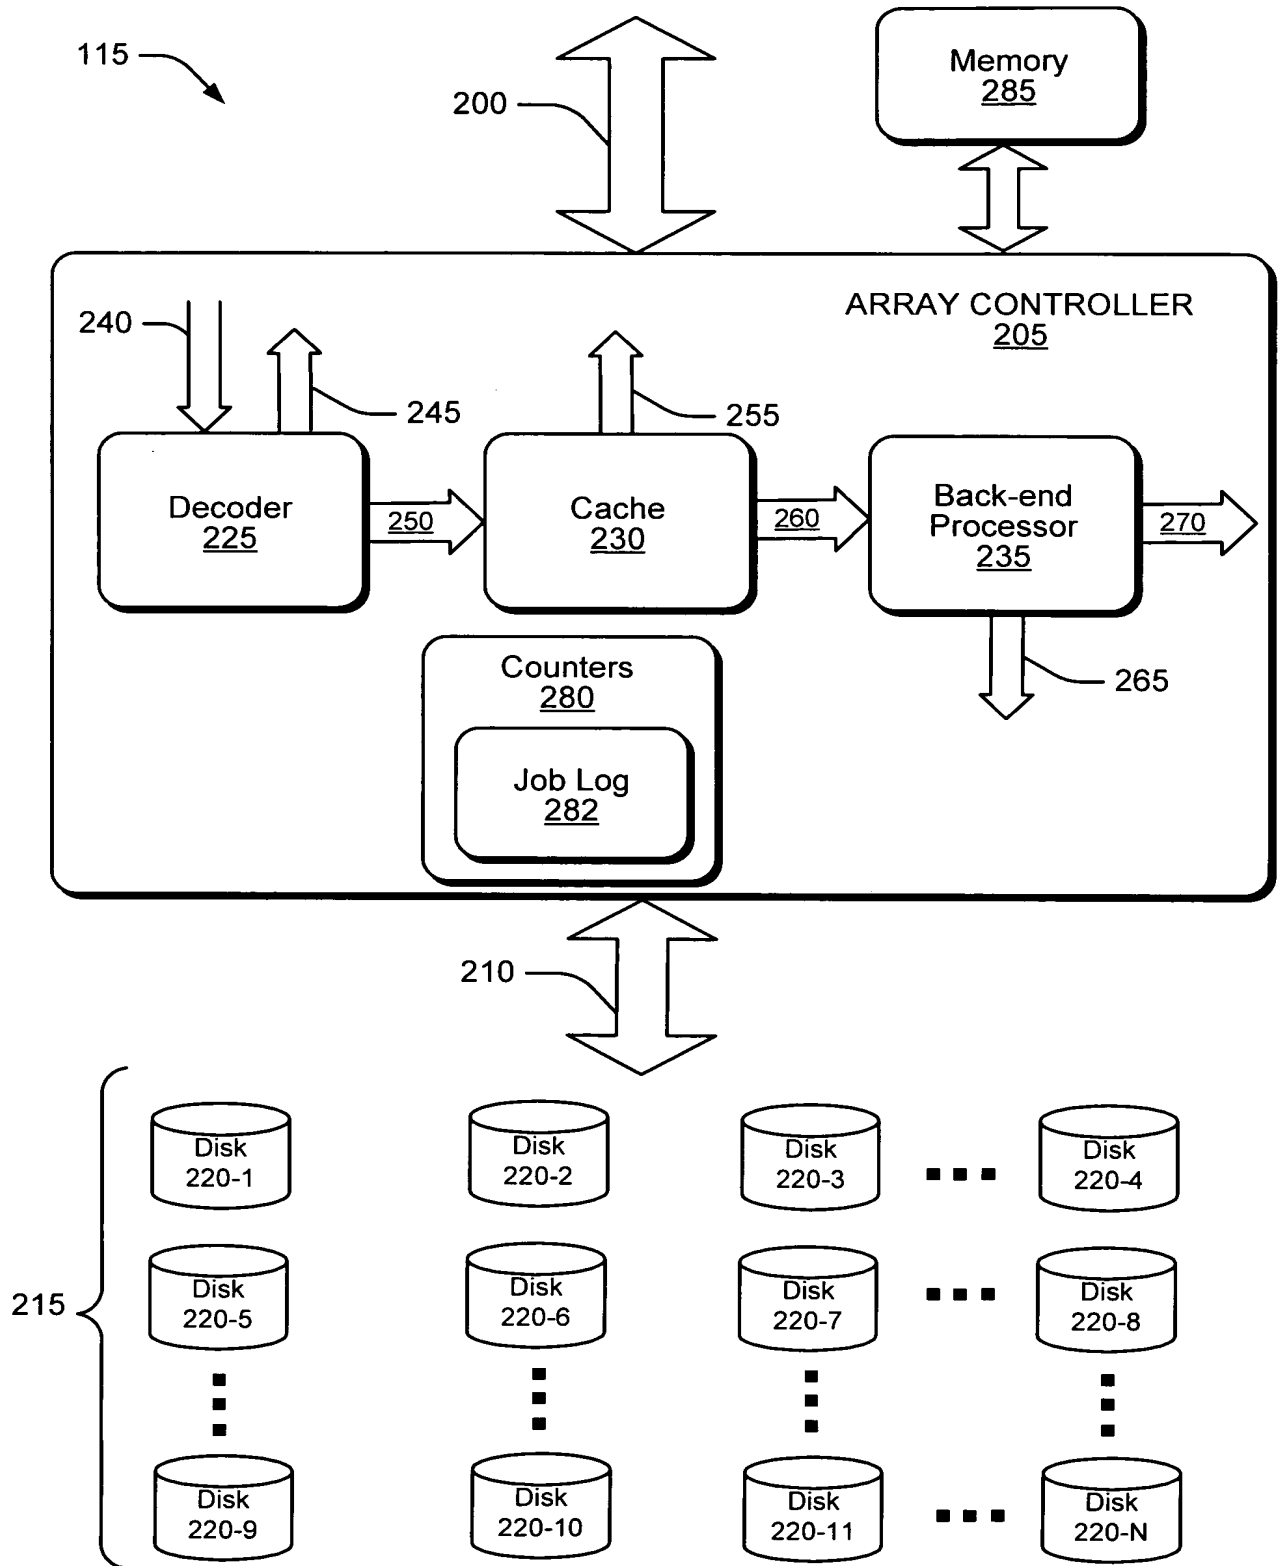 115
200
Memory
285
ARRAY CONTROLLER
205
240
245
255
Decoder
225
250
Cache
230
260
Back-end
Processor
235
270
265
Counters
280
Job Log
282
210
215
Disk
220-1
Disk
220-2
Disk
220-3
Disk
220-4
Disk
220-5
Disk
220-6
Disk
220-7
Disk
220-8
Disk
220-9
Disk
220-10
Disk
220-11
Disk
220-N